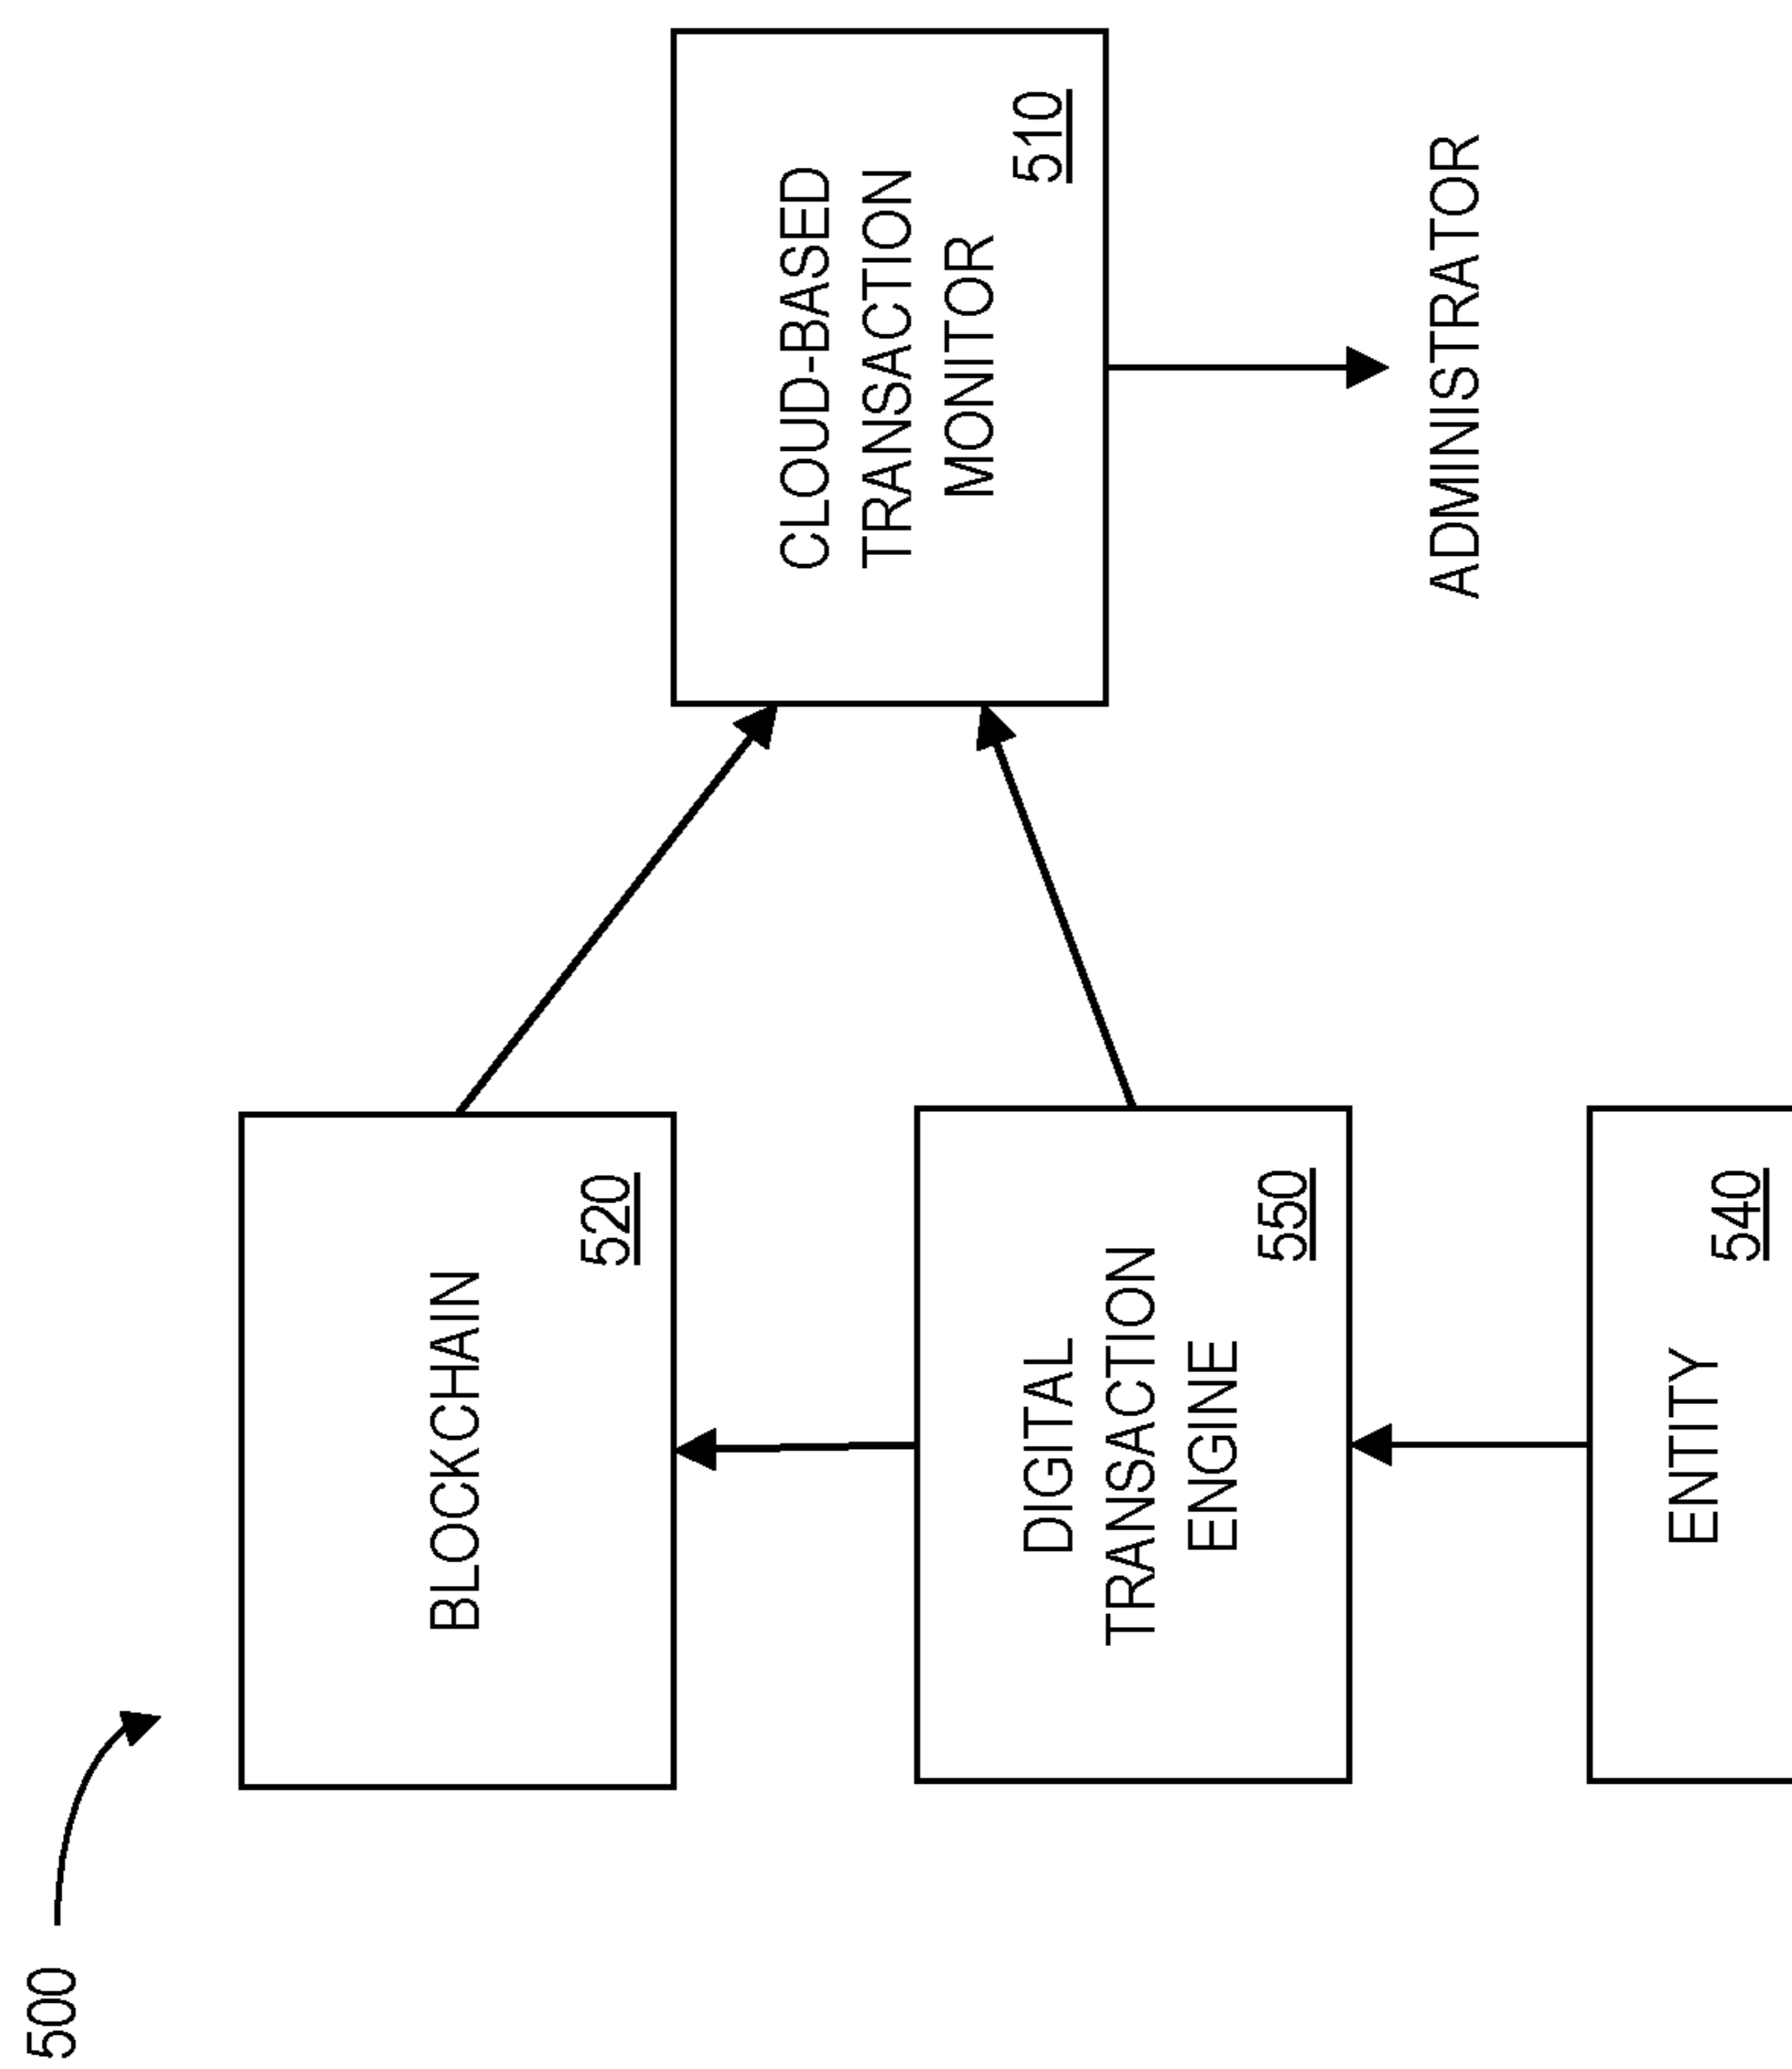 500
BLOCKCHAIN
520
CLOUD-BASED
TRANSACTION
MONITOR
510
DIGITAL
TRANSACTION
ENGINE
550
ADMINISTRATOR
ENTITY
540